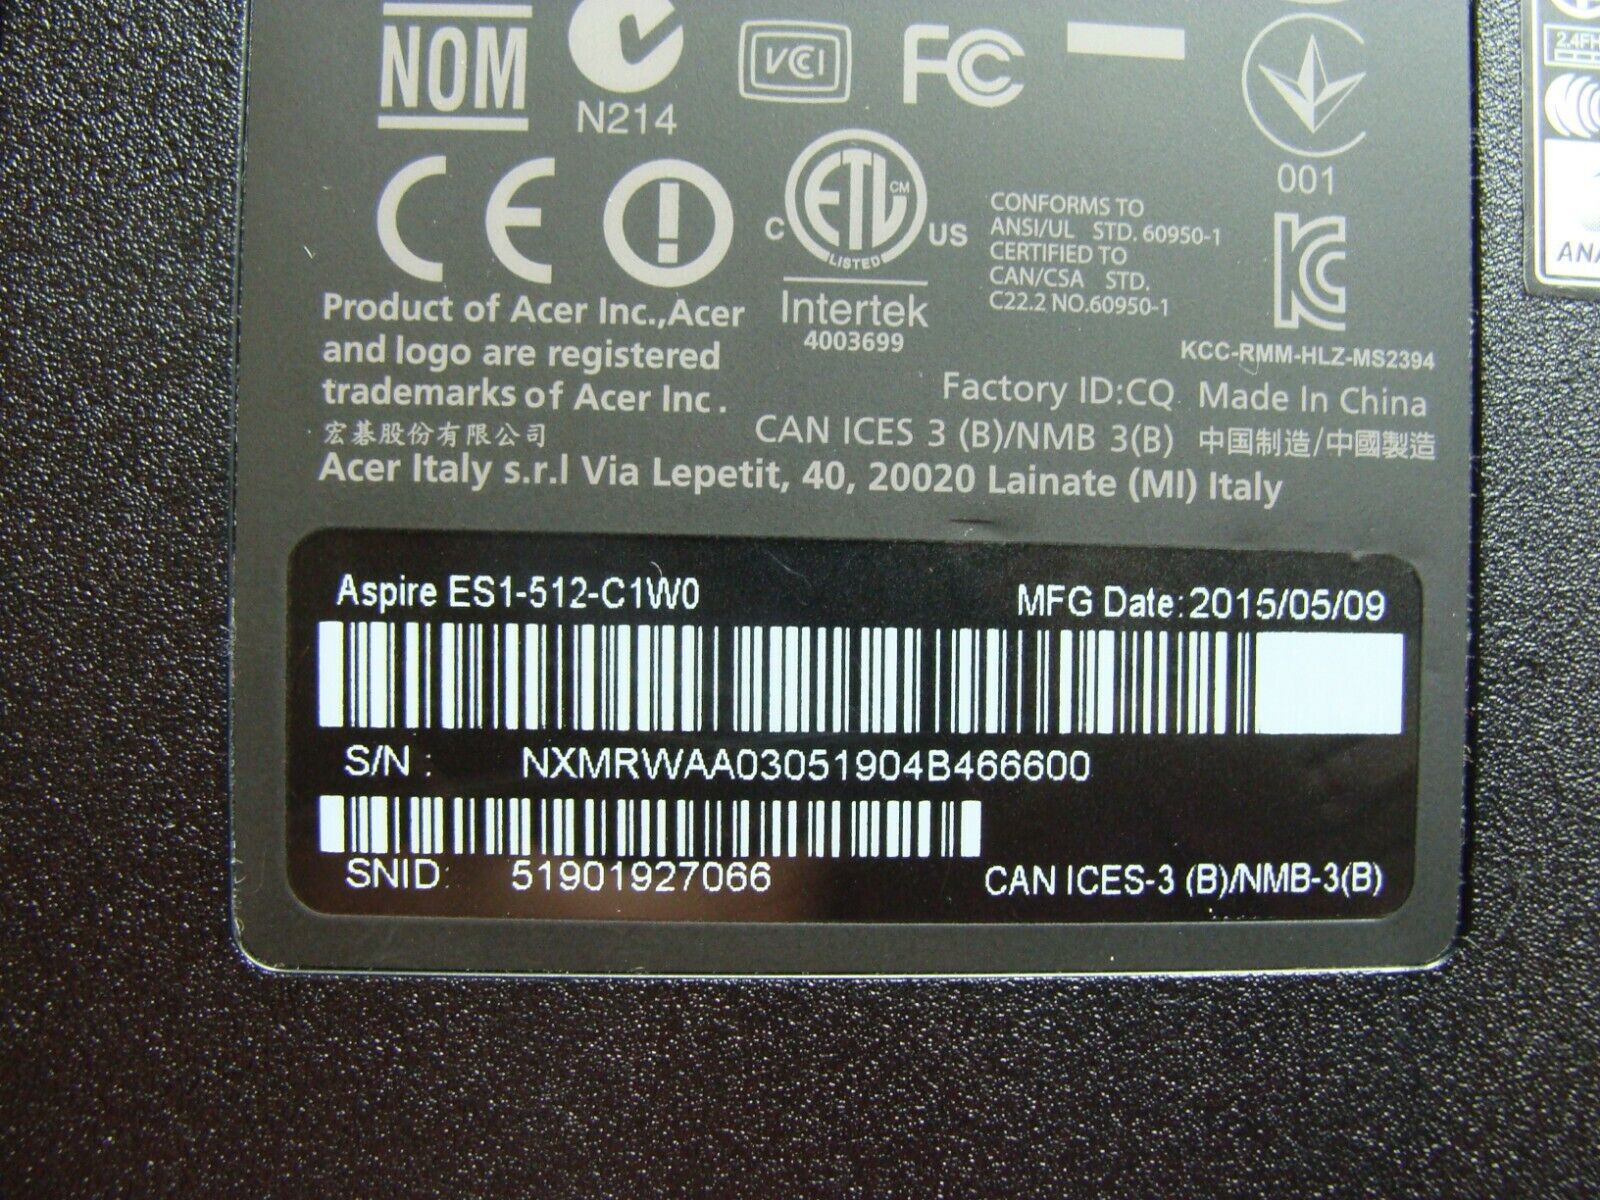 NOM
N214
VCI
FC
001
CE
ETL CM
C US
LISTED
Intertek
4003699
CONFORMS TO
ANSI/UL STD. 60950-1
CERTIFIED TO
CAN/CSA STD.
C22.2 NO.60950-1
KCC-RMM-HLZ-MS2394
Product of Acer Inc.,Acer
and logo are registered
trademarks of Acer Inc.
宏碁股份有限公司
Factory ID:CQ Made In China
CAN ICES 3 (B)/NMB 3(B) 中国制造/中國製造
Acer Italy s.r.l Via Lepetit, 40, 20020 Lainate (MI) Italy
Aspire ES1-512-C1W0 MFG Date:2015/05/09
S/N : NXMRWAA03051904B466600
SNID: 51901927066 CAN ICES-3 (B)/NMB-3(B)